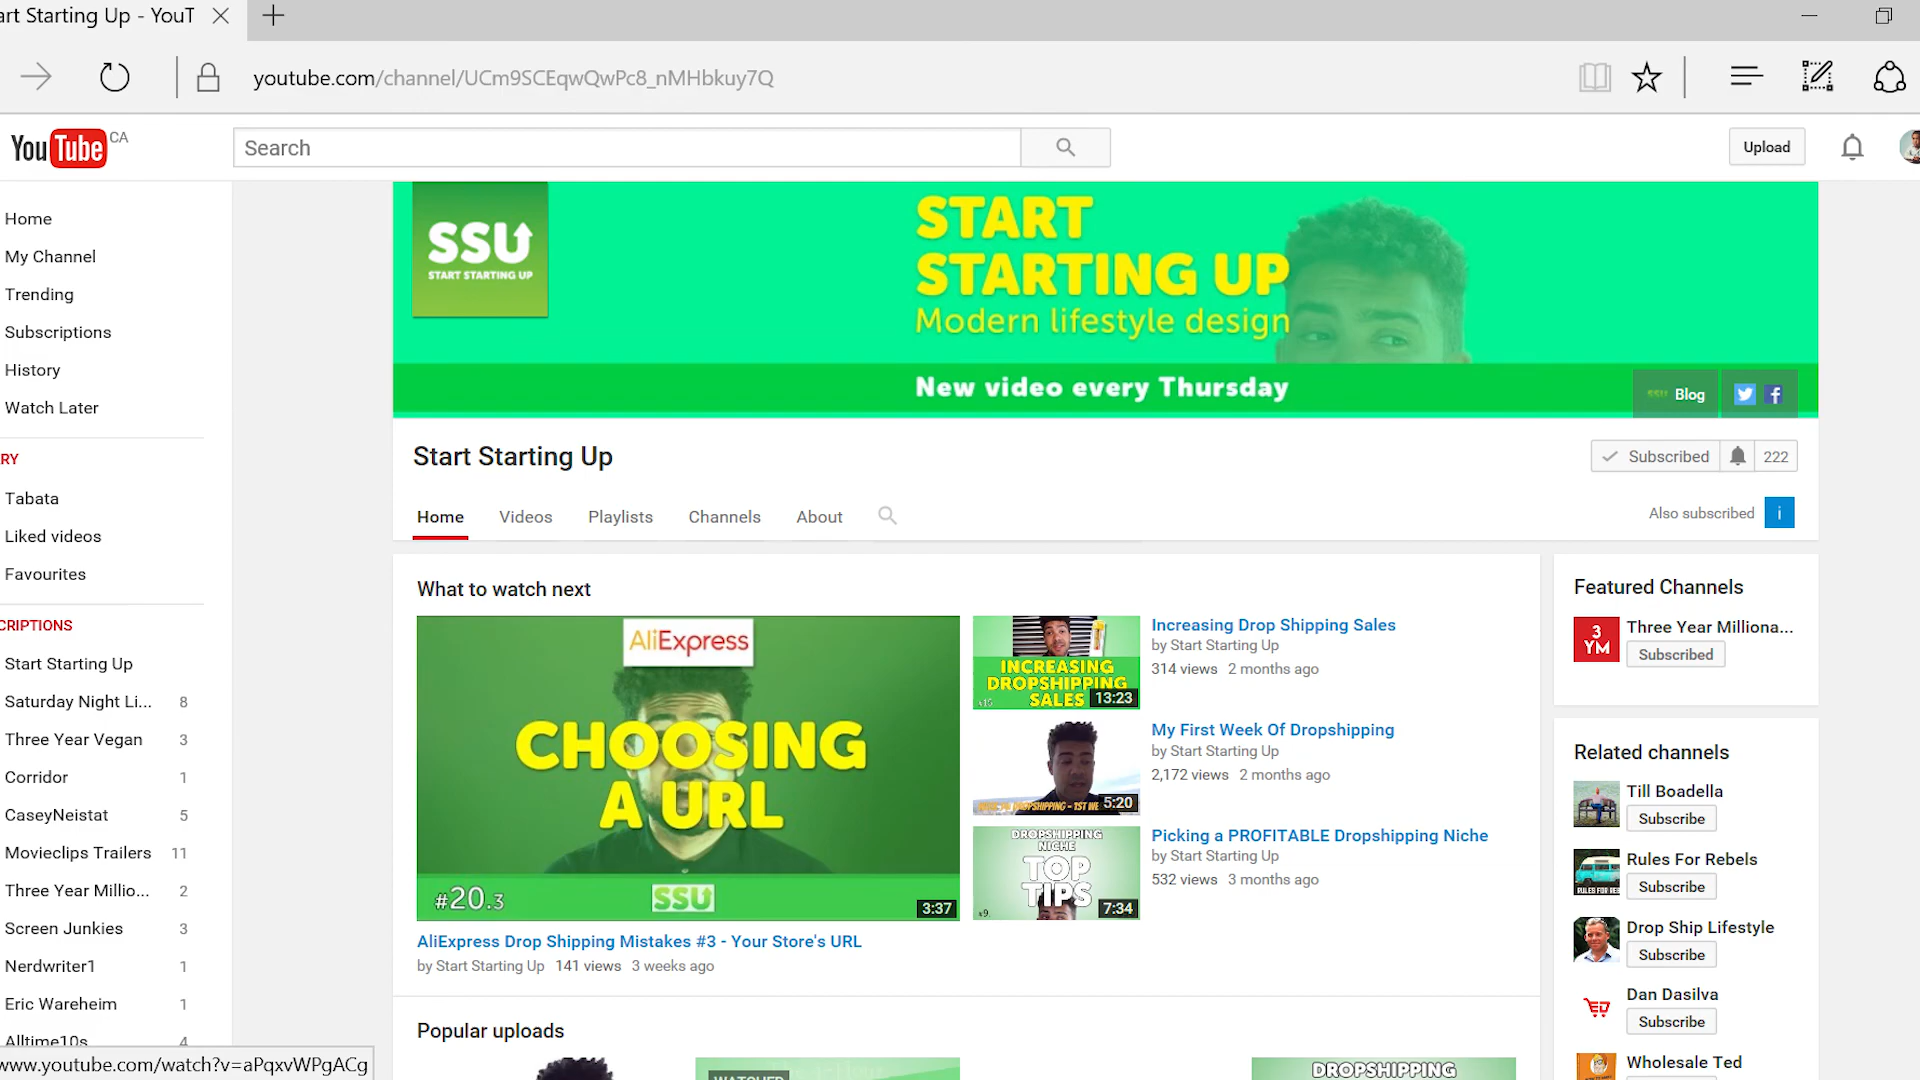 art Starting Up - YouT
youtube.com/channel/UCm9SCEqwQwPc8_nMHbkuy7Q
YouTube CA
Search
Upload
Home
My Channel
Trending
Subscriptions
History
Watch Later
RY
Tabata
Liked videos
Favourites
CRIPTIONS
Start Starting Up
Saturday Night Li... 8
Three Year Vegan 3
Corridor 1
CaseyNeistat 5
Movieclips Trailers 11
Three Year Millio... 2
Screen Junkies 3
Nerdwriter1 1
Eric Wareheim 1
Alltime10s 4
www.youtube.com/watch?v=aPqxvWPgACg
SSU
START STARTING UP
START
STARTING UP
Modern lifestyle design
New video every Thursday
SSU Blog
Start Starting Up
Subscribed 222
Home Videos Playlists Channels About
Also subscribed i
What to watch next
AliExpress
CHOOSING
A URL
#20.3 SSU 3:37
AliExpress Drop Shipping Mistakes #3 - Your Store's URL
by Start Starting Up 141 views 3 weeks ago
INCREASING
DROPSHIPPING
SALES 13:23
Increasing Drop Shipping Sales
by Start Starting Up
314 views 2 months ago
5:20
My First Week Of Dropshipping
by Start Starting Up
2,172 views 2 months ago
DROPSHIPPING
NICHE
TOP
TIPS
#9. 7:34
Picking a PROFITABLE Dropshipping Niche
by Start Starting Up
532 views 3 months ago
Popular uploads
WATCHED
DROPSHIPPING
Featured Channels
3
YM
Three Year Milliona...
Subscribed
Related channels
Till Boadella
Subscribe
RULES FOR REB
Rules For Rebels
Subscribe
Drop Ship Lifestyle
Subscribe
Dan Dasilva
Subscribe
Wholesale Ted